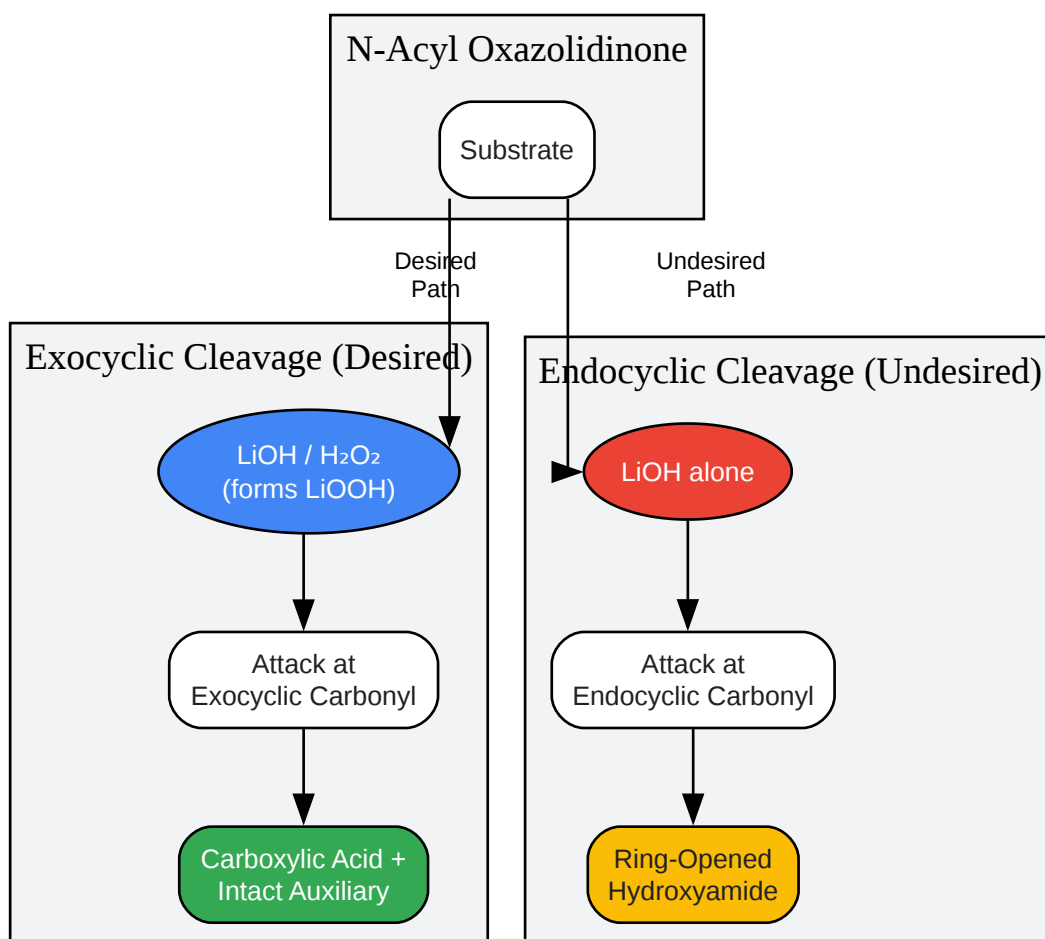 N-Acyl Oxazolidinone
Substrate
Desired
Path
Undesired
Path
Exocyclic Cleavage (Desired)
LiOH / H₂O₂
(forms LiOOH)
Attack at
Exocyclic Carbonyl
Carboxylic Acid +
Intact Auxiliary
Endocyclic Cleavage (Undesired)
LiOH alone
Attack at
Endocyclic Carbonyl
Ring-Opened
Hydroxyamide